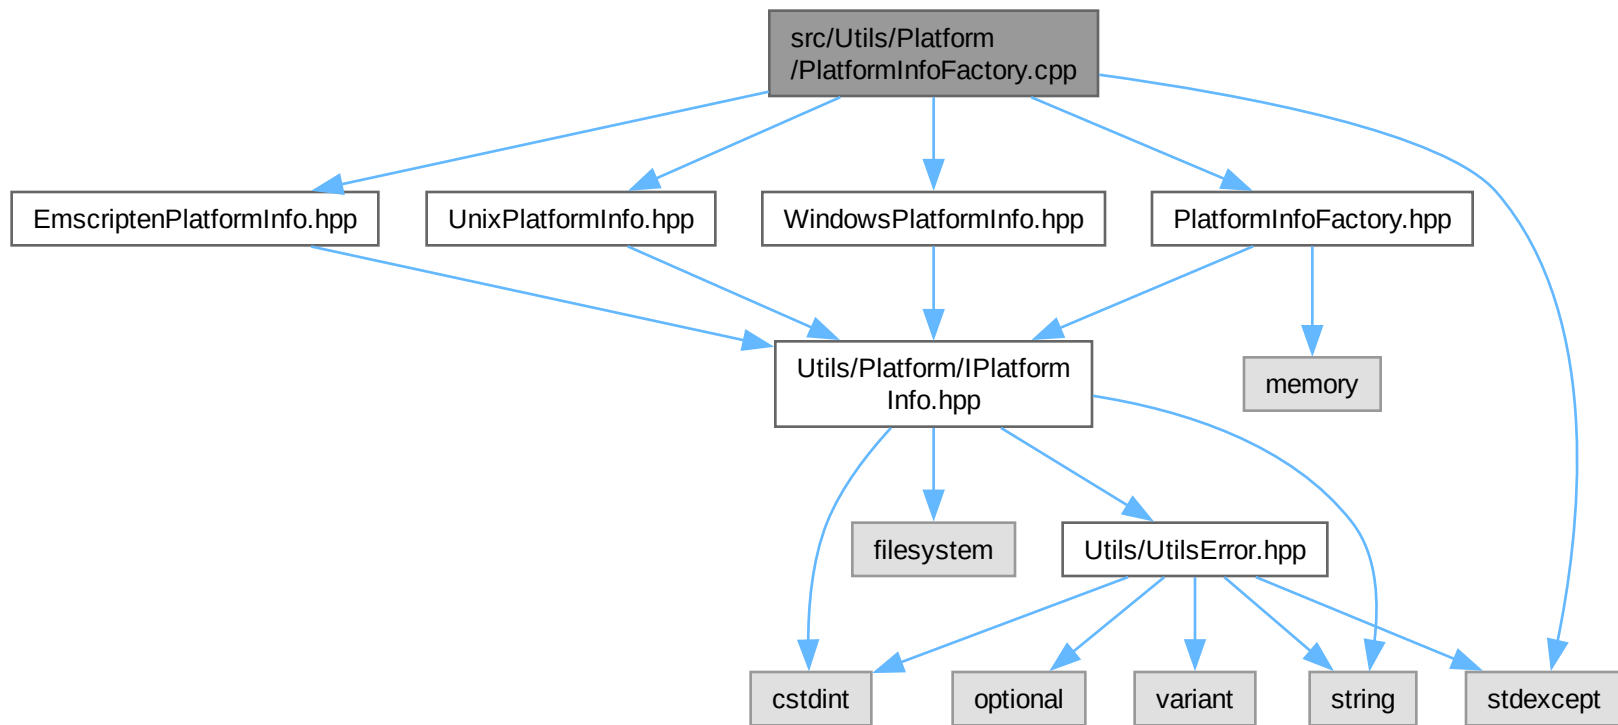 src/Utils/Platform
/PlatformInfoFactory.cpp
EmscriptenPlatformInfo.hpp
UnixPlatformInfo.hpp
WindowsPlatformInfo.hpp
PlatformInfoFactory.hpp
Utils/Platform/IPlatform
Info.hpp
memory
filesystem
Utils/UtilsError.hpp
cstdint
optional
variant
string
stdexcept